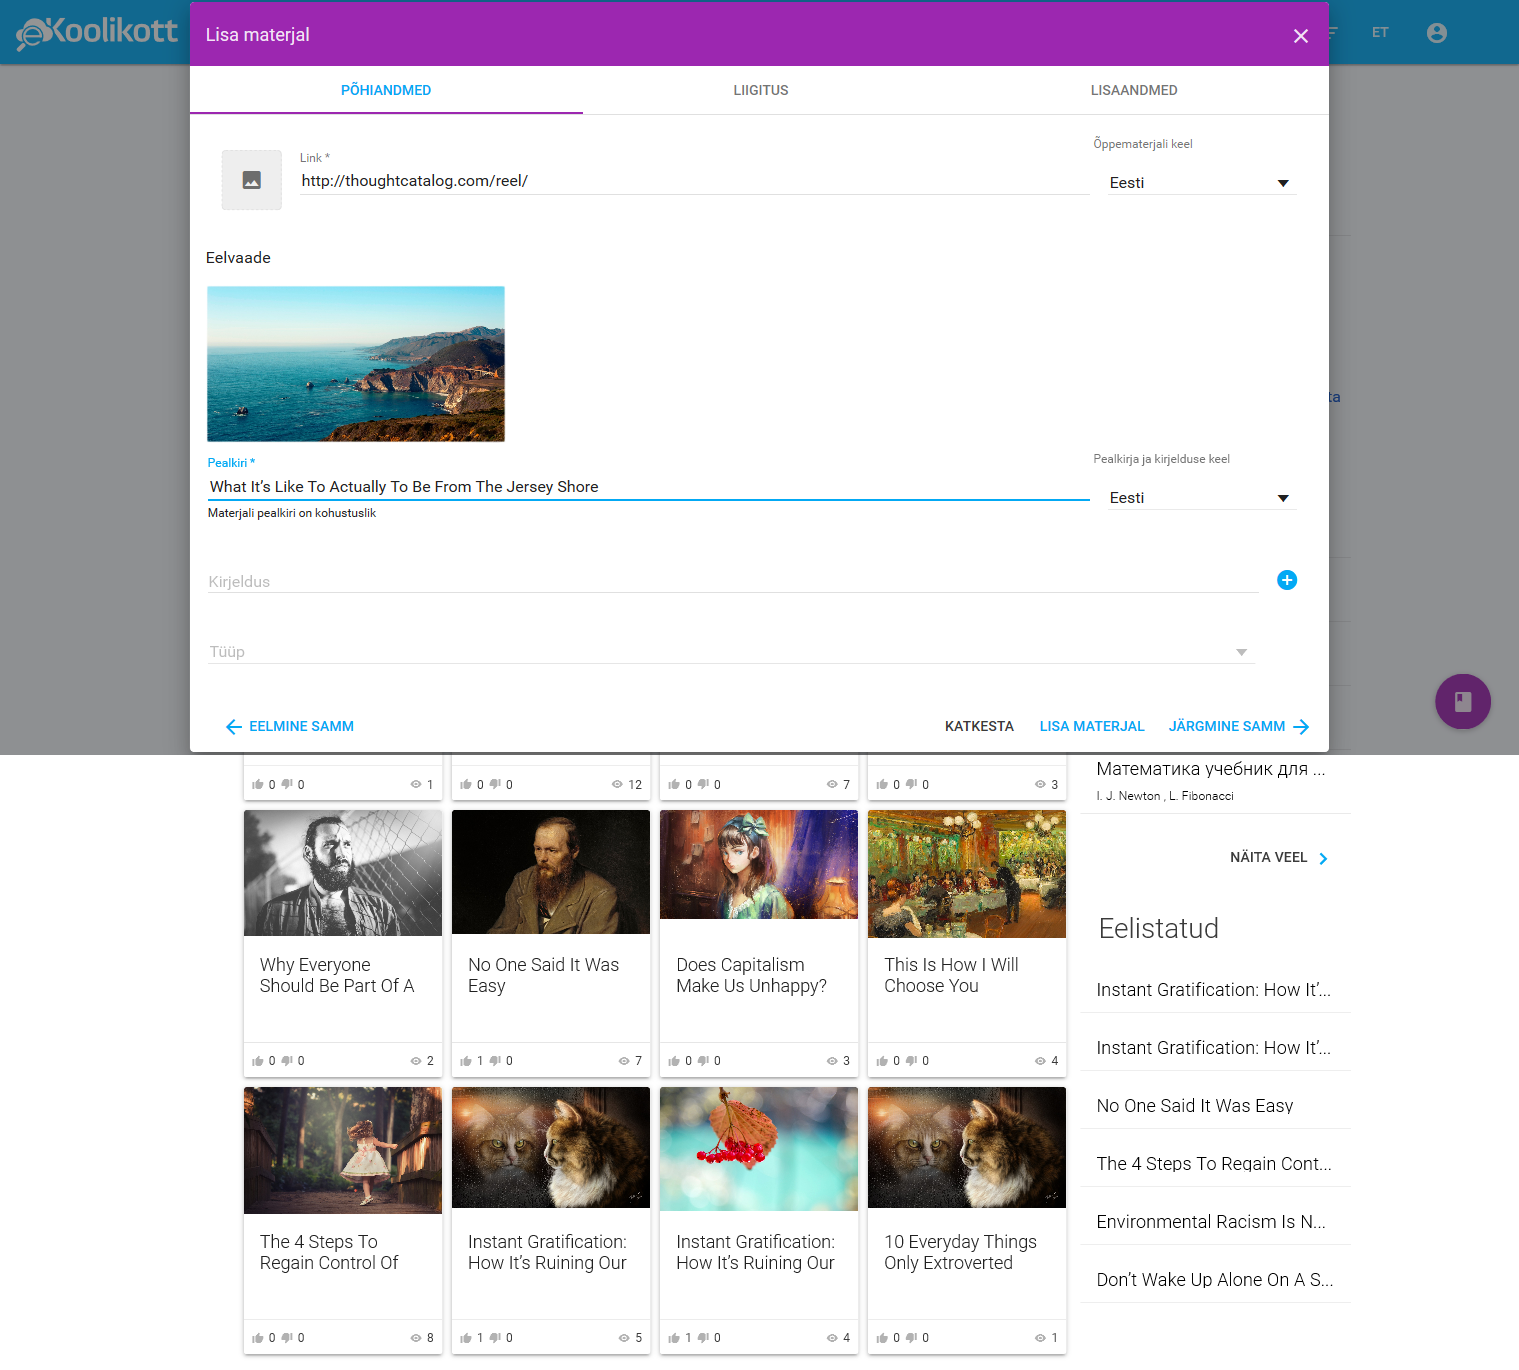 eKoolikott
ET
Lisa materjal
PÕHIANDMED
LIIGITUS
LISAANDMED
Link *
http://thoughtcatalog.com/reel/
Õppematerjali keel
Eesti
Eelvaade
Pealkiri *
What It’s Like To Actually To Be From The Jersey Shore
Materjali pealkiri on kohustuslik
Pealkirja ja kirjelduse keel
Eesti
Kirjeldus
Tüüp
EELMINE SAMM
KATKESTA
LISA MATERJAL
JÄRGMINE SAMM
ta
0 0 1
0 0 12
0 0 7
0 0 3
Why Everyone
Should Be Part Of A
0 0 2
No One Said It Was
Easy
1 0 7
Does Capitalism
Make Us Unhappy?
0 0 3
This Is How I Will
Choose You
0 0 4
The 4 Steps To
Regain Control Of
0 0 8
Instant Gratification:
How It’s Ruining Our
1 0 5
Instant Gratification:
How It’s Ruining Our
1 0 4
10 Everyday Things
Only Extroverted
0 0 1
Математика учебник для ...
I. J. Newton , L. Fibonacci
NÄITA VEEL
Eelistatud
Instant Gratification: How It’...
Instant Gratification: How It’...
No One Said It Was Easy
The 4 Steps To Regain Cont...
Environmental Racism Is N...
Don’t Wake Up Alone On A S...